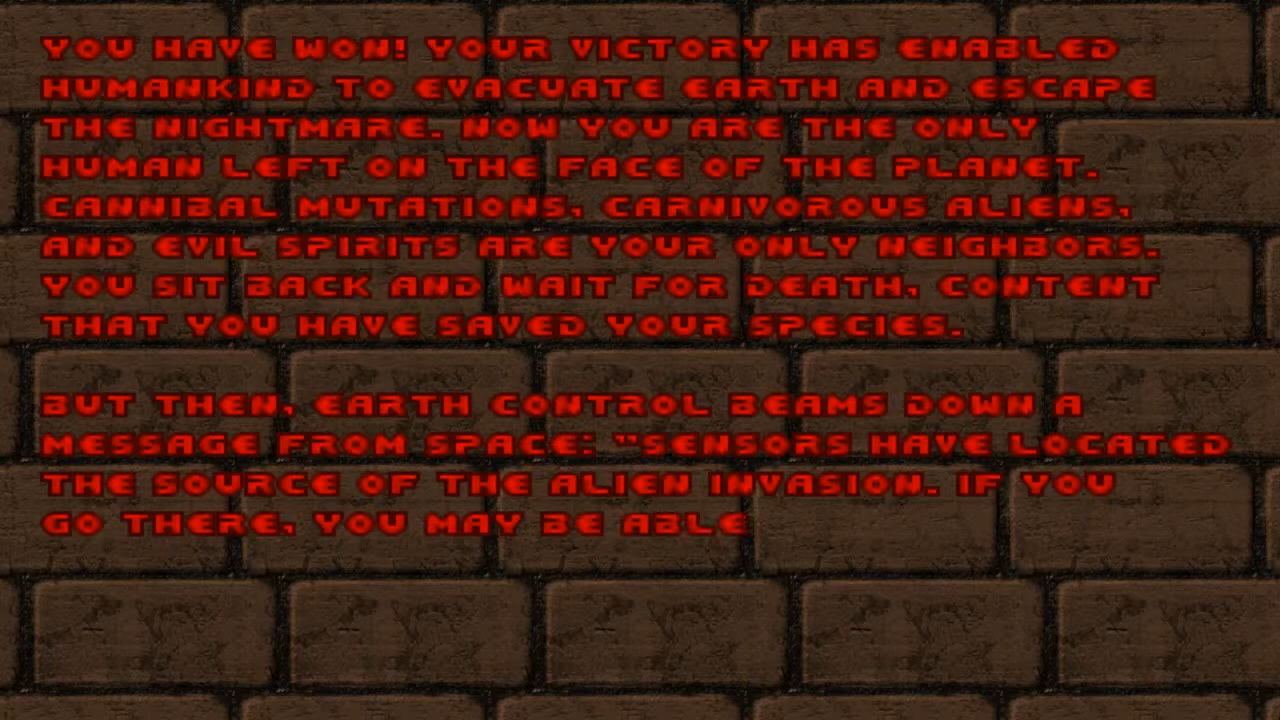 YOU HAVE WON! YOUR VICTORY HAS ENABLED
HUMANKIND TO EVACUATE EARTH AND ESCAPE
THE NIGHTMARE. NOW YOU ARE THE ONLY
HUMAN LEFT ON THE FACE OF THE PLANET.
CANNIBAL MUTATIONS, CARNIVOROUS ALIENS,
AND EVIL SPIRITS ARE YOUR ONLY NEIGHBORS.
YOU SIT BACK AND WAIT FOR DEATH, CONTENT
THAT YOU HAVE SAVED YOUR SPECIES.

BUT THEN, EARTH CONTROL BEAMS DOWN A
MESSAGE FROM SPACE: "SENSORS HAVE LOCATED
THE SOURCE OF THE ALIEN INVASION. IF YOU
GO THERE, YOU MAY BE ABLE